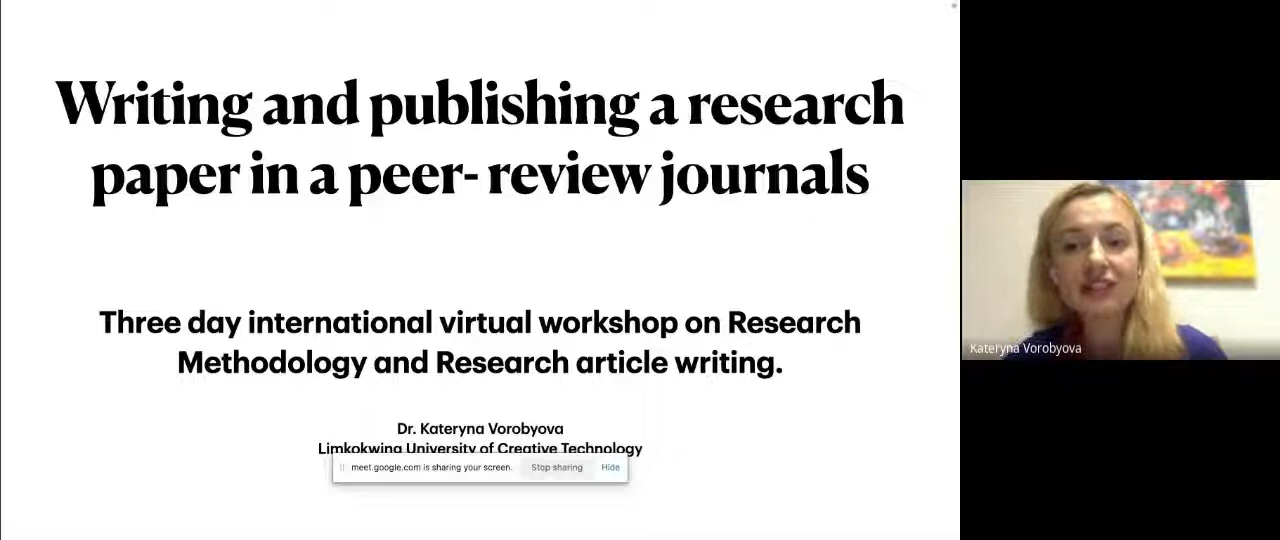 Writing and publishing a research
paper in a peer- review journals
Three day international virtual workshop on Research
Methodology and Research article writing.
Dr. Kateryna Vorobyova
Limkokwing University of Creative Technology
meet.google.com is sharing your screen. Stop sharing Hide
Kateryna Vorobyova